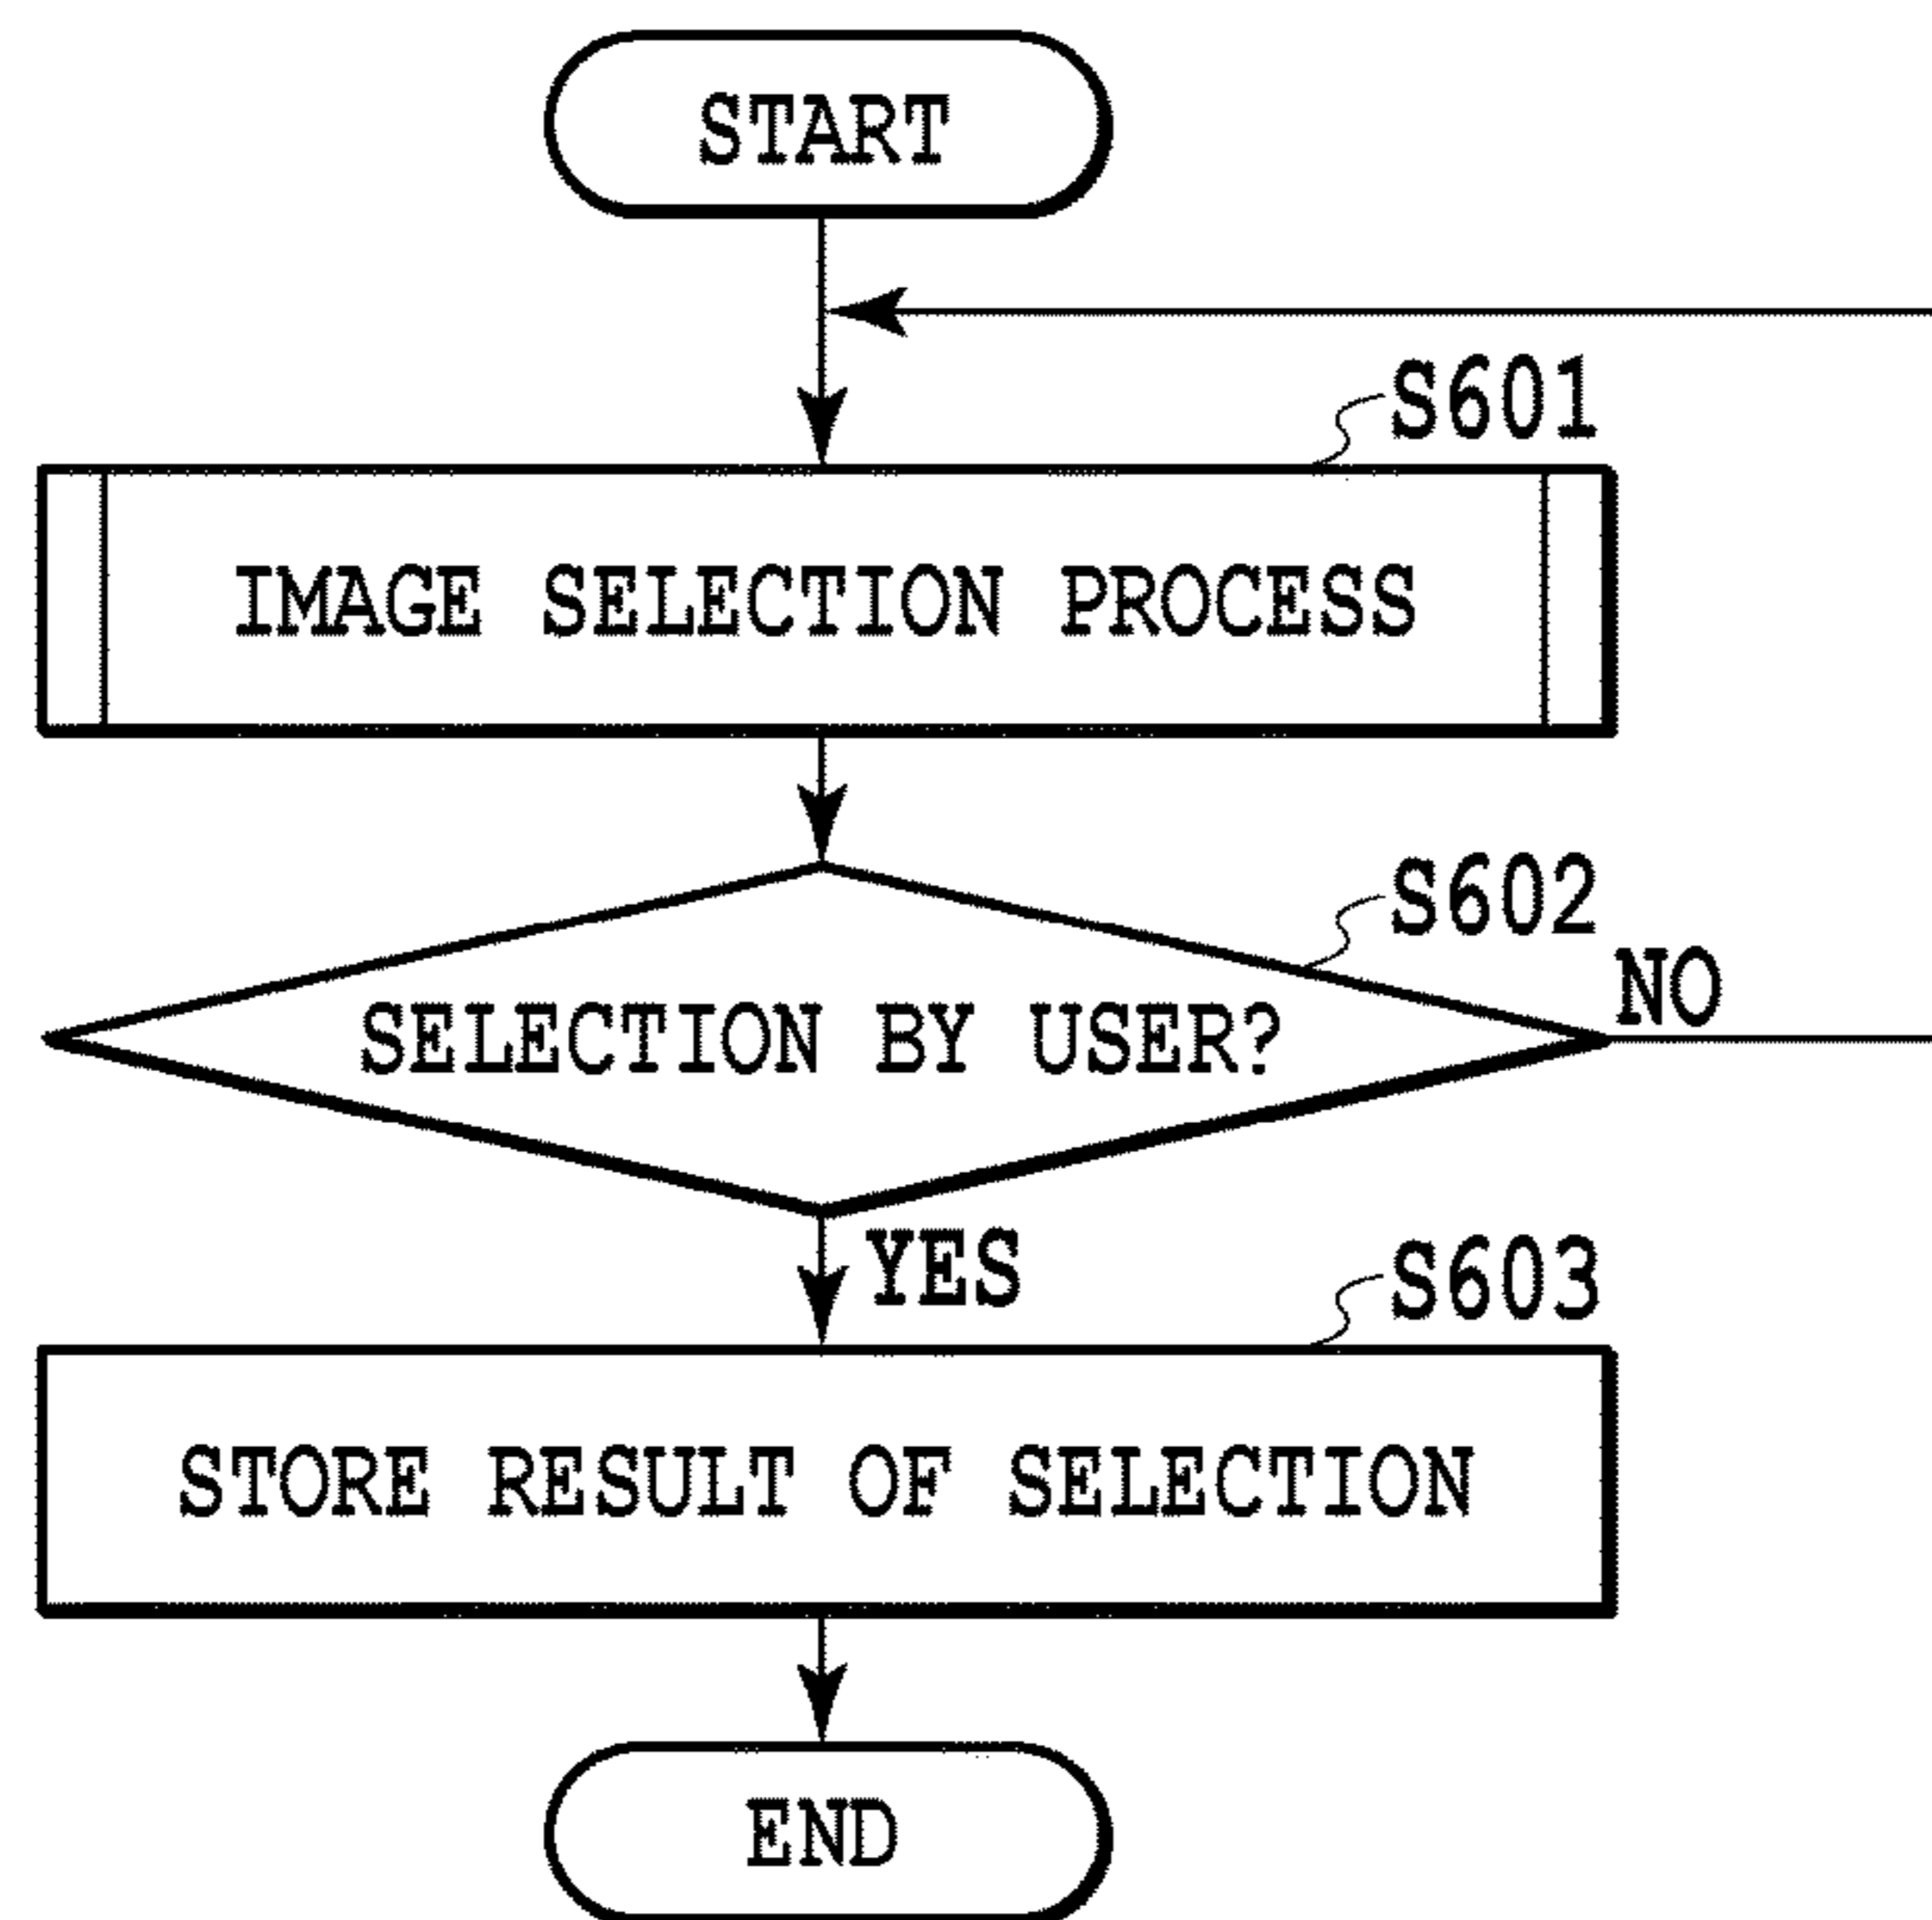 START
S601
IMAGE SELECTION PROCESS
S602
NO
SELECTION BY USER?
YES
S603
STORE RESULT OF SELECTION
END